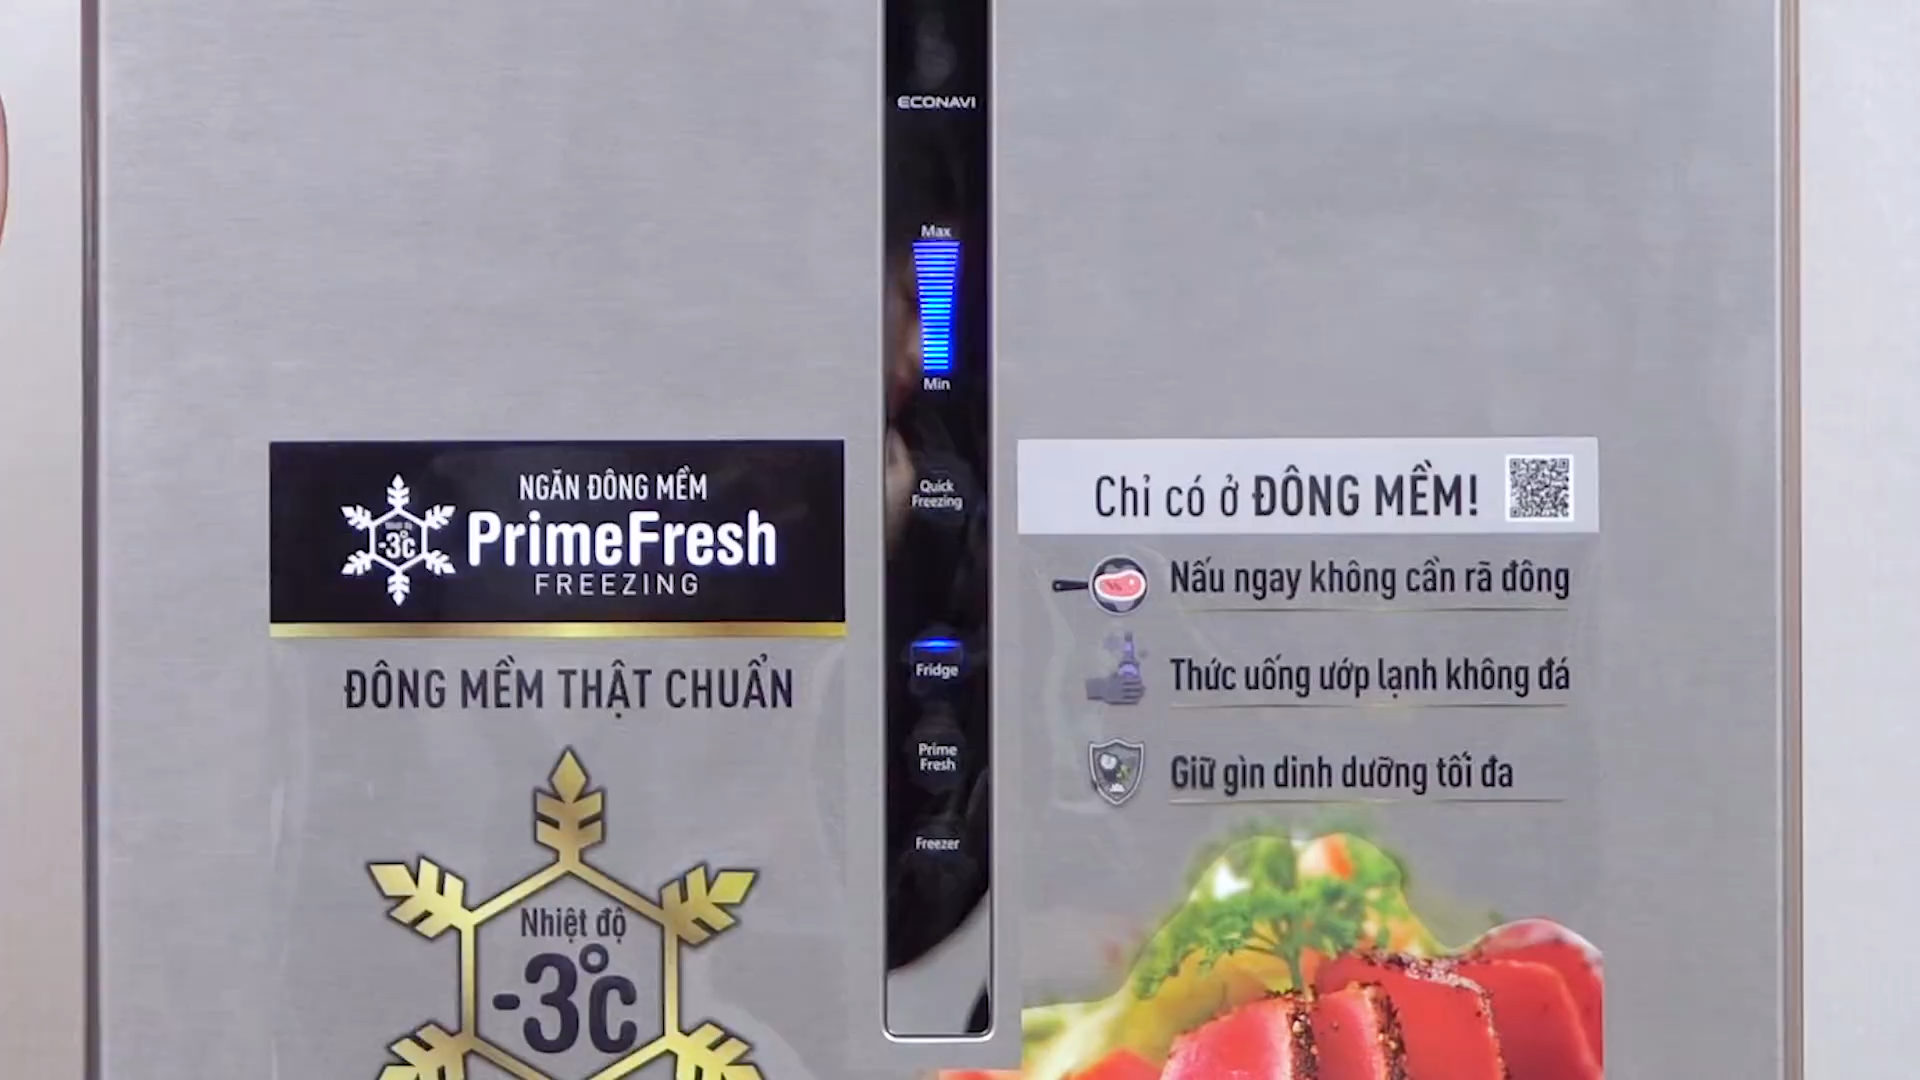 ECONAVI
Max
Min
Quick
Freezing
Fridge
Prime
Fresh
Freezer
NGĂN ĐÔNG MỀM
-3°C
PrimeFresh
FREEZING
ĐÔNG MỀM THẬT CHUẨN
Nhiệt độ
-3°C
Chỉ có ở ĐÔNG MỀM!
Nấu ngay không cần rã đông
Thức uống ướp lạnh không đá
Giữ gìn dinh dưỡng tối đa